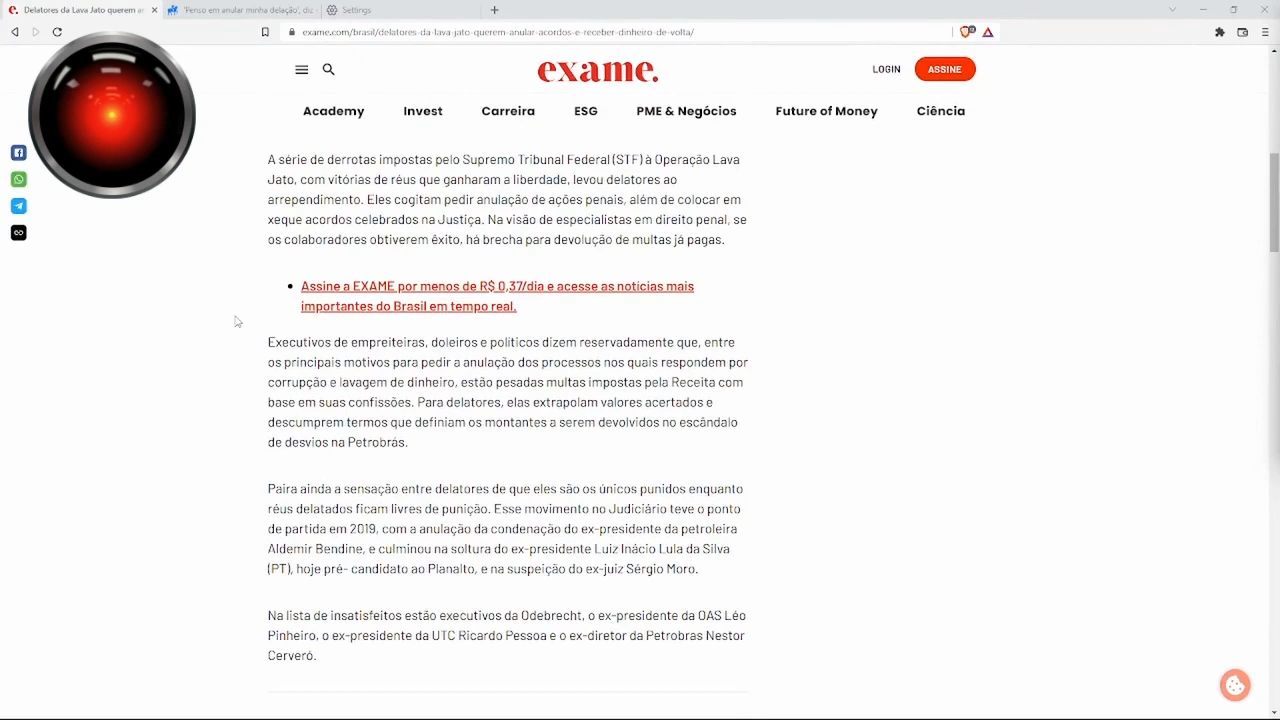 Delatores da Lava Jato querem a
'Penso em anular minha delação', diz
Settings
exame.com/brasil/delatores-da-lava-jato-querem-anular-acordos-e-receber-dinheiro-de-volta/
exame.
LOGIN
ASSINE
Academy Invest Carreira ESG PME & Negócios Future of Money Ciência
A série de derrotas impostas pelo Supremo Tribunal Federal (STF) à Operação Lava
Jato, com vitórias de réus que ganharam a liberdade, levou delatores ao
arrependimento. Eles cogitam pedir anulação de ações penais, além de colocar em
xeque acordos celebrados na Justiça. Na visão de especialistas em direito penal, se
os colaboradores obtiverem êxito, há brecha para devolução de multas já pagas.
Assine a EXAME por menos de R$ 0,37/dia e acesse as notícias mais
importantes do Brasil em tempo real.
Executivos de empreiteiras, doleiros e políticos dizem reservadamente que, entre
os principais motivos para pedir a anulação dos processos nos quais respondem por
corrupção e lavagem de dinheiro, estão pesadas multas impostas pela Receita com
base em suas confissões. Para delatores, elas extrapolam valores acertados e
descumprem termos que definiam os montantes a serem devolvidos no escândalo
de desvios na Petrobrás.
Paira ainda a sensação entre delatores de que eles são os únicos punidos enquanto
réus delatados ficam livres de punição. Esse movimento no Judiciário teve o ponto
de partida em 2019, com a anulação da condenação do ex-presidente da petroleira
Aldemir Bendine, e culminou na soltura do ex-presidente Luiz Inácio Lula da Silva
(PT), hoje pré- candidato ao Planalto, e na suspeição do ex-juiz Sérgio Moro.
Na lista de insatisfeitos estão executivos da Odebrecht, o ex-presidente da OAS Léo
Pinheiro, o ex-presidente da UTC Ricardo Pessoa e o ex-diretor da Petrobras Nestor
Cerveró.